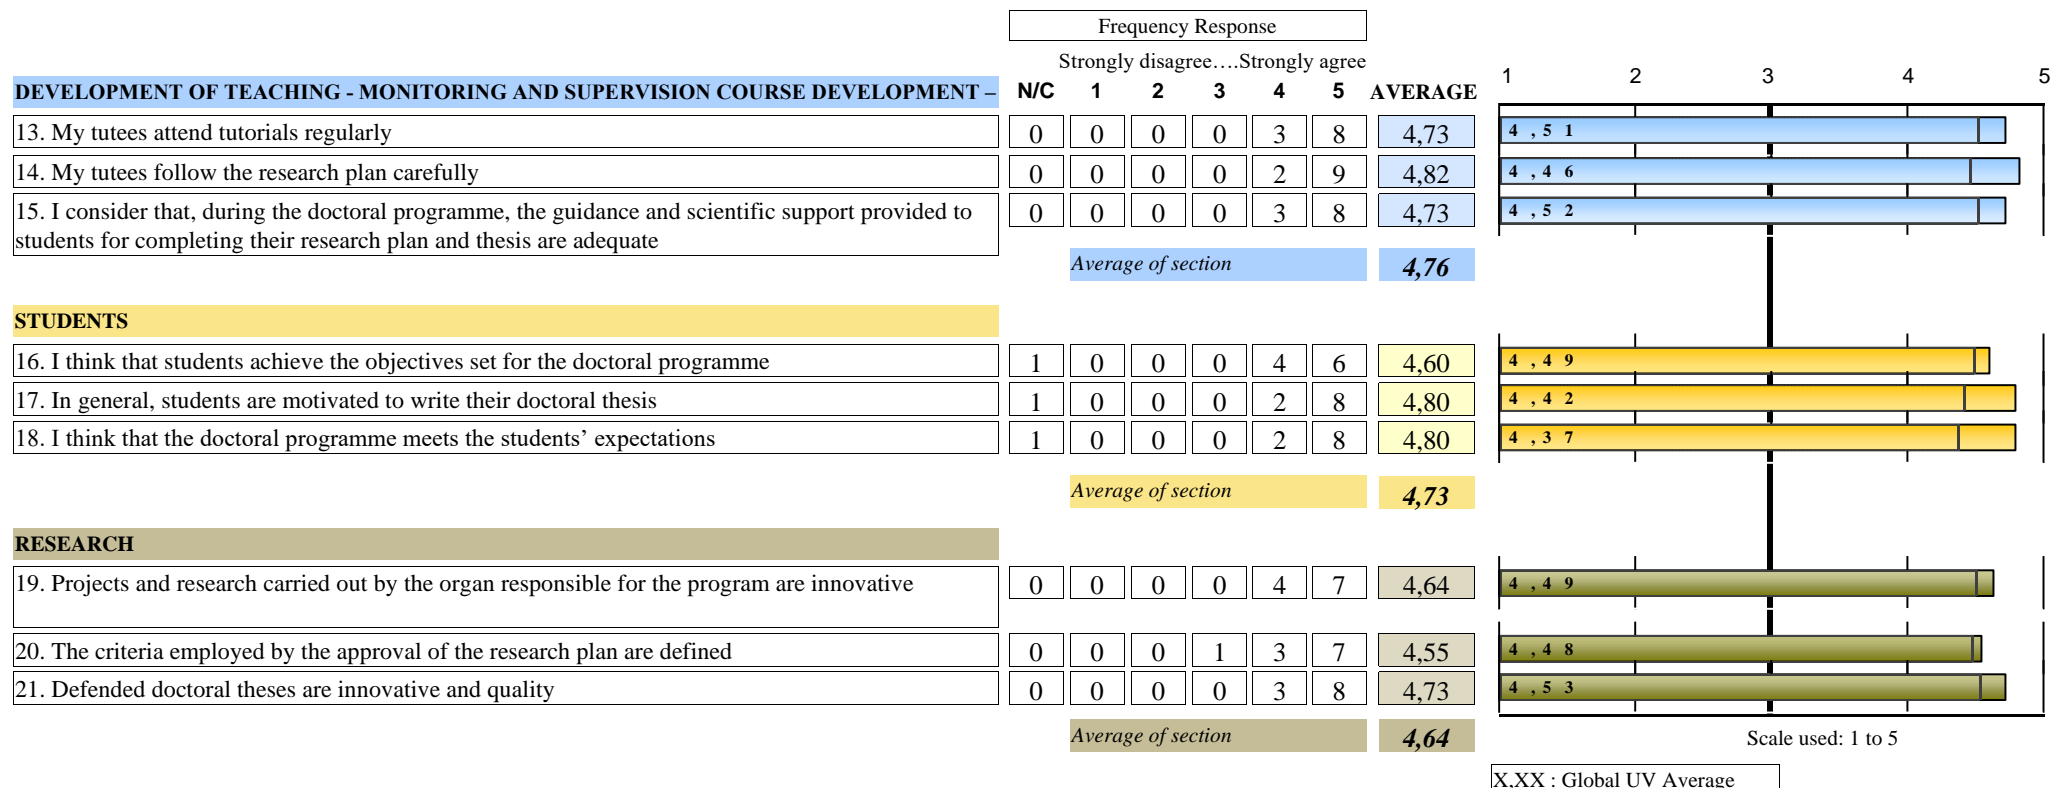 Frequency Response
Strongly disagree….Strongly agree
DEVELOPMENT OF TEACHING - MONITORING AND SUPERVISION COURSE DEVELOPMENT – N/C 1 2 3 4 5 AVERAGE 1 2 3 4 5
13. My tutees attend tutorials regularly 0 0 0 0 3 8 4,73 4,51
14. My tutees follow the research plan carefully 0 0 0 0 2 9 4,82 4,46
15. I consider that, during the doctoral programme, the guidance and scientific support provided to 0 0 0 0 3 8 4,73 4,52
students for completing their research plan and thesis are adequate
Average of section 4,76
STUDENTS
16. I think that students achieve the objectives set for the doctoral programme 1 0 0 0 4 6 4,60 4,49
17. In general, students are motivated to write their doctoral thesis 1 0 0 0 2 8 4,80 4,42
18. I think that the doctoral programme meets the students’ expectations 1 0 0 0 2 8 4,80 4,37
Average of section 4,73
RESEARCH
19. Projects and research carried out by the organ responsible for the program are innovative 0 0 0 0 4 7 4,64 4,49
20. The criteria employed by the approval of the research plan are defined 0 0 0 1 3 7 4,55 4,48
21. Defended doctoral theses are innovative and quality 0 0 0 0 3 8 4,73 4,53
Average of section 4,64
Scale used: 1 to 5
X,XX : Global UV Average